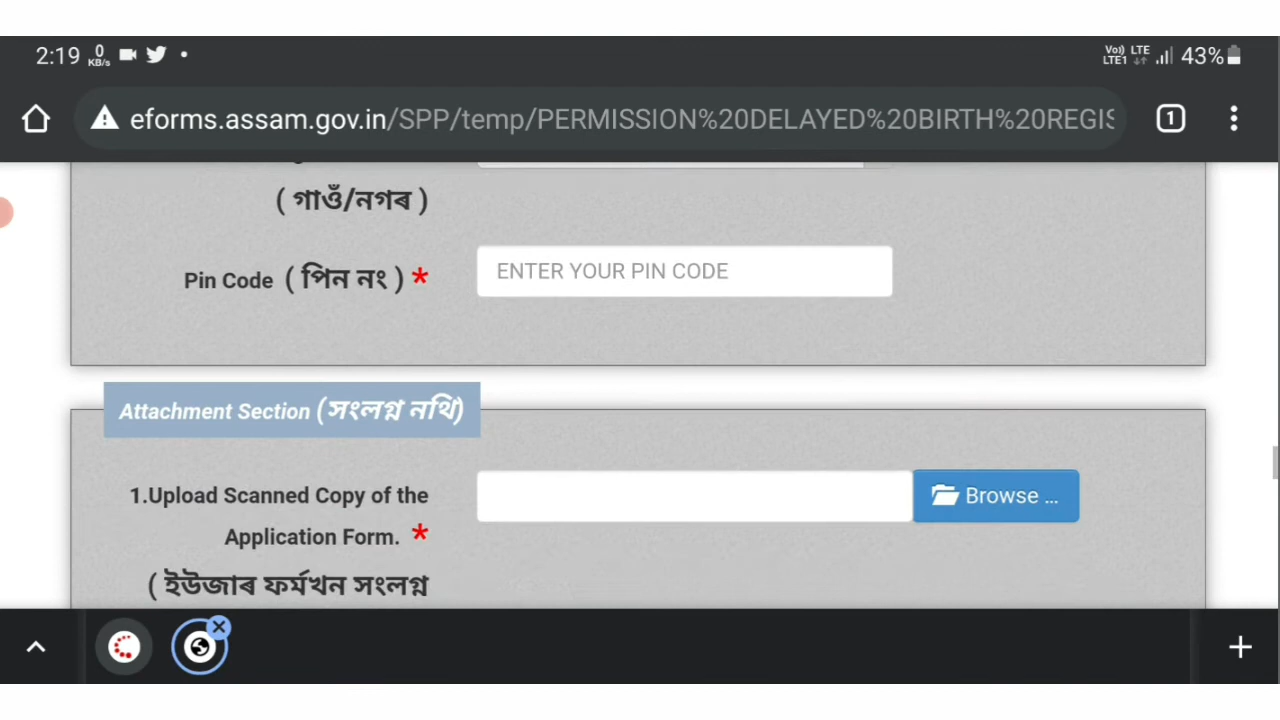 2:19 0 KB/s 43%
Vo) LTE LTE1
eforms.assam.gov.in/SPP/temp/PERMISSION%20DELAYED%20BIRTH%20REGIS
1
( গাওঁ/নগৰ )
Pin Code ( পিন নং ) * ENTER YOUR PIN CODE
Attachment Section (সংলগ্ন নথি)
1.Upload Scanned Copy of the Browse ...
Application Form. *
( ইউজাৰ ফৰ্মখন সংলগ্ন